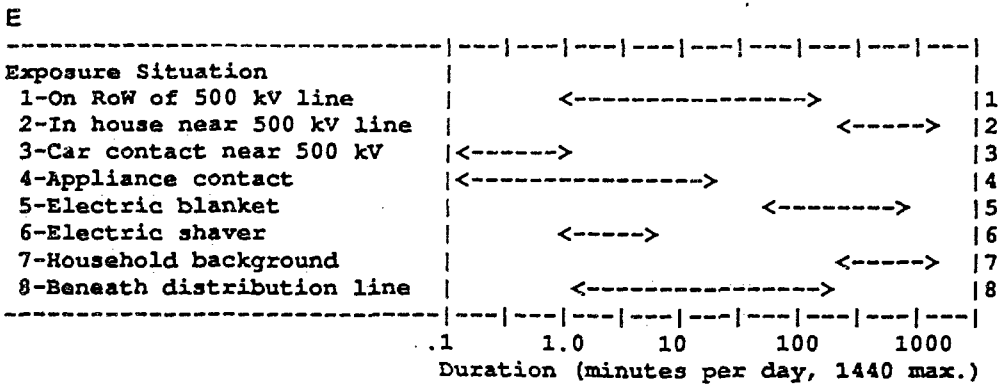 E
-------------------------------|---|---|---|---|---|---|---|---|---|
Exposure Situation | |
1-On RoW of 500 kV line | <---------------> |1
2-In house near 500 kV line | <------> |2
3-Car contact near 500 kV |<-------> |3
4-Appliance contact |<--------------------> |4
5-Electric blanket | <----------> |5
6-Electric shaver | <------> |6
7-Household background | <------> |7
8-Beneath distribution line | <--------------------> |8
-------------------------------|---|---|---|---|---|---|---|---|---|
.1 1.0 10 100 1000
Duration (minutes per day, 1440 max.)